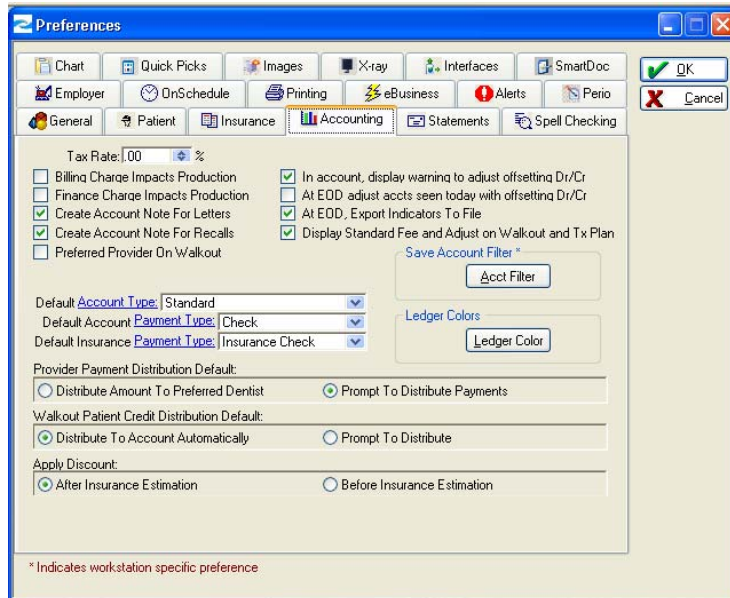 Preferences
Chart Quick Picks Images X-ray Interfaces SmartDoc
Employer OnSchedule Printing eBusiness Alerts Perio
General Patient Insurance Accounting Statements Spell Checking
OK
Cancel
Tax Rate: .00 %
Billing Charge Impacts Production
Finance Charge Impacts Production
Create Account Note For Letters
Create Account Note For Recalls
Preferred Provider On Walkout
In account, display warning to adjust offsetting Dr/Cr
At EOD adjust accts seen today with offsetting Dr/Cr
At EOD, Export Indicators To File
Display Standard Fee and Adjust on Walkout and Tx Plan
Save Account Filter *
Acct Filter
Default Account Type: Standard
Default Account Payment Type: Check
Default Insurance Payment Type: Insurance Check
Ledger Colors
Ledger Color
Provider Payment Distribution Default:
Distribute Amount To Preferred Dentist Prompt To Distribute Payments
Walkout Patient Credit Distribution Default:
Distribute To Account Automatically Prompt To Distribute
Apply Discount:
After Insurance Estimation Before Insurance Estimation
* Indicates workstation specific preference